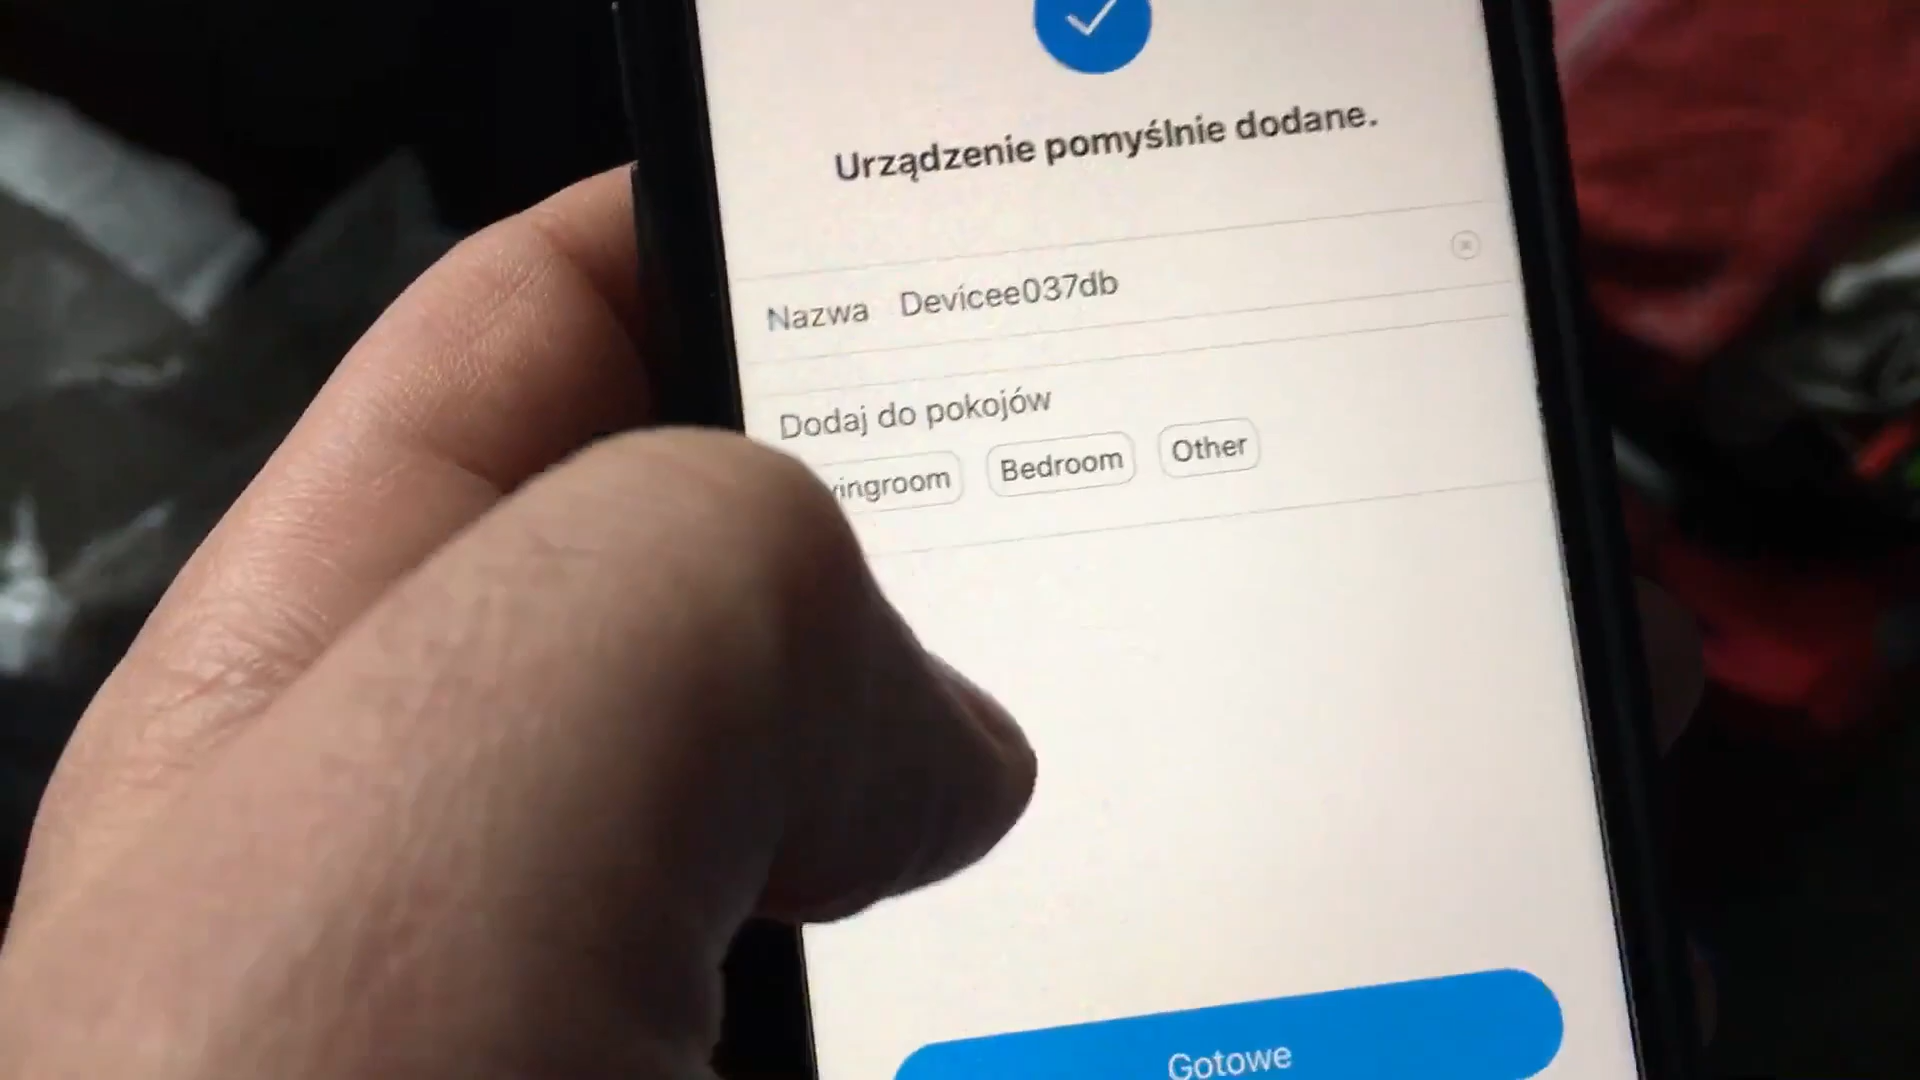 Urządzenie pomyślnie dodane.
Nazwa Devicee037db
Dodaj do pokojów
Bedroom Other
Gotowe